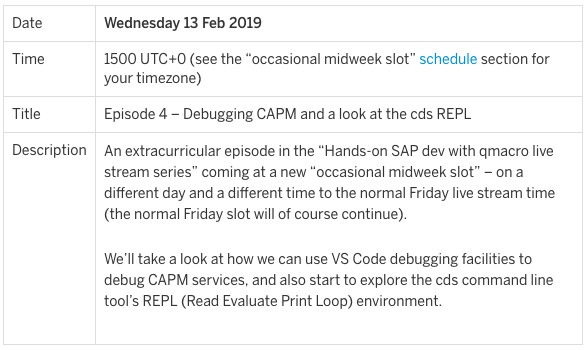 Date Wednesday 13 Feb 2019
Time 1500 UTC+0 (see the “occasional midweek slot” schedule section for
your timezone)
Title Episode 4 – Debugging CAPM and a look at the cds REPL
Description An extracurricular episode in the “Hands-on SAP dev with qmacro live
stream series” coming at a new “occasional midweek slot” – on a
different day and a different time to the normal Friday live stream time
(the normal Friday slot will of course continue).
We’ll take a look at how we can use VS Code debugging facilities to
debug CAPM services, and also start to explore the cds command line
tool’s REPL (Read Evaluate Print Loop) environment.